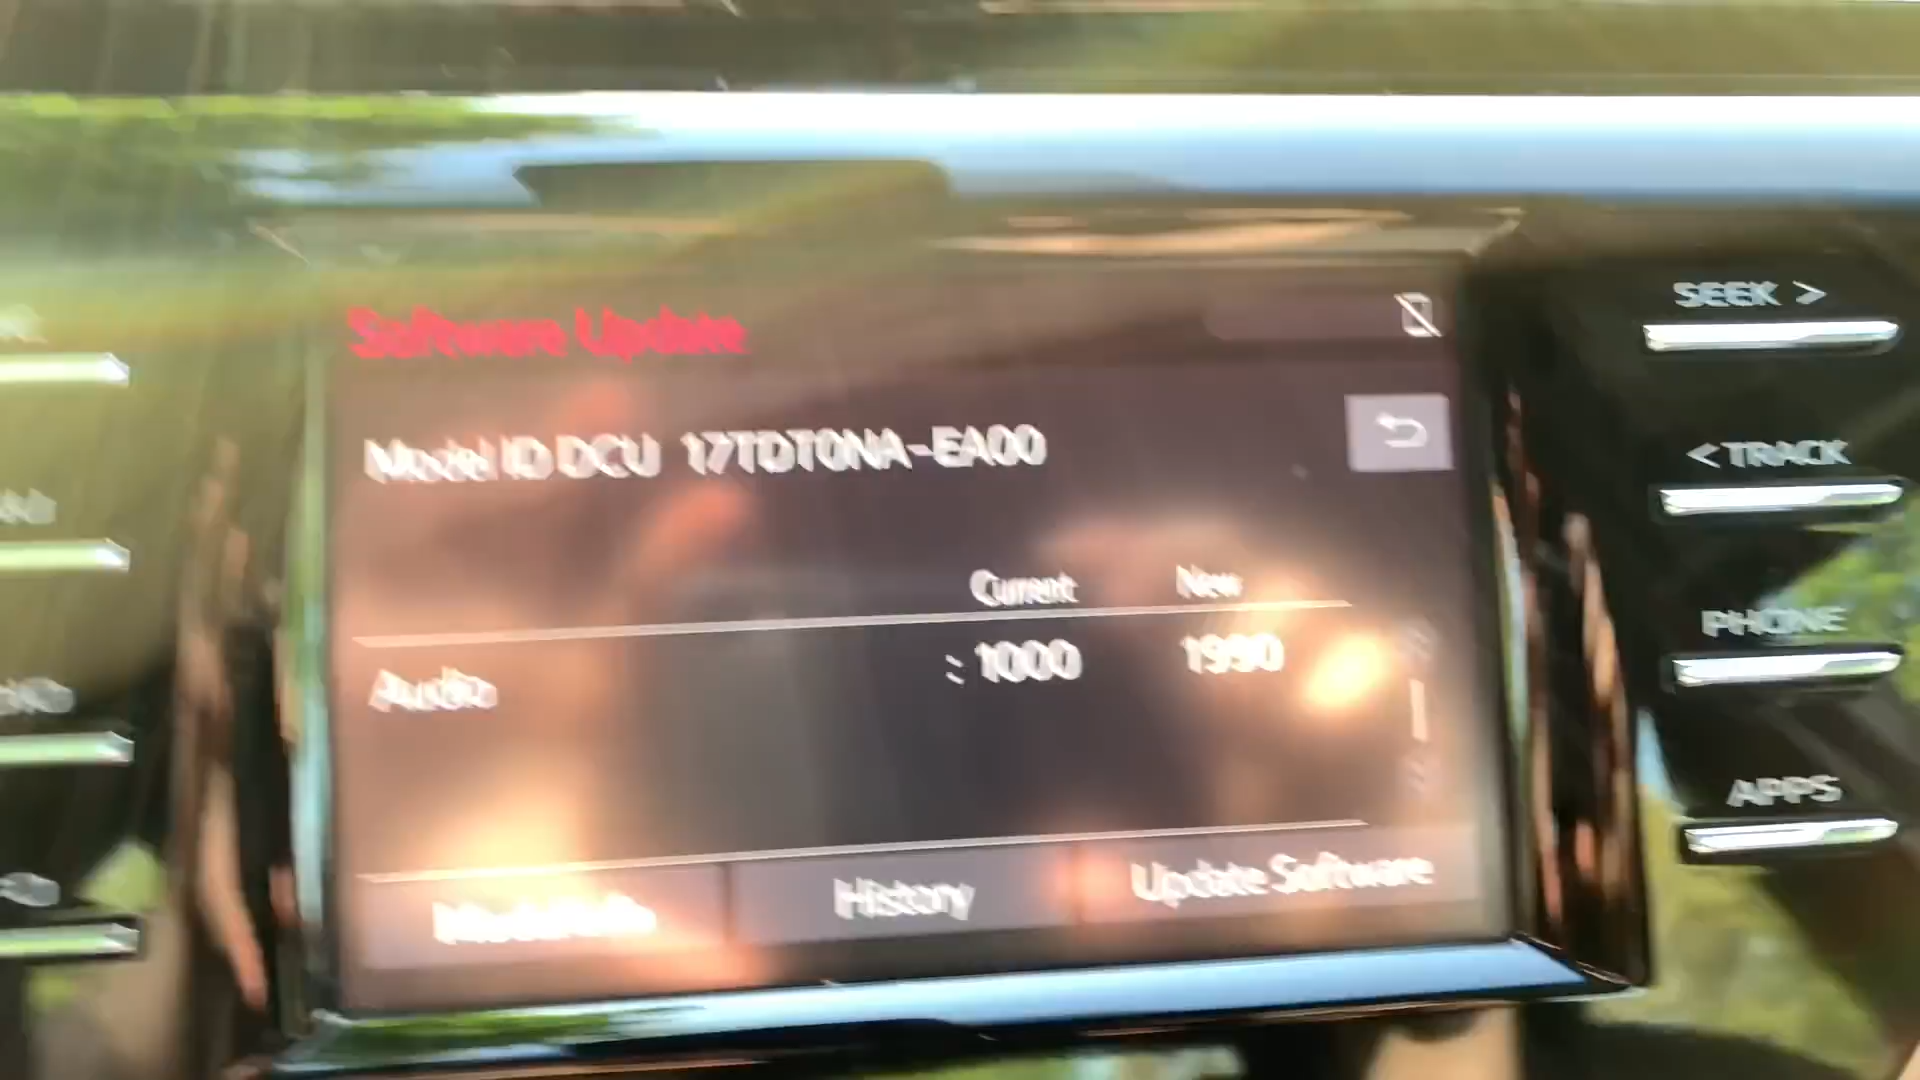 Software Update
Model ID DCU 17TDT0NA-EA00
Current New
Audio : 1000 1990
History Update Software
SEEK >
< TRACK
PHONE
APPS